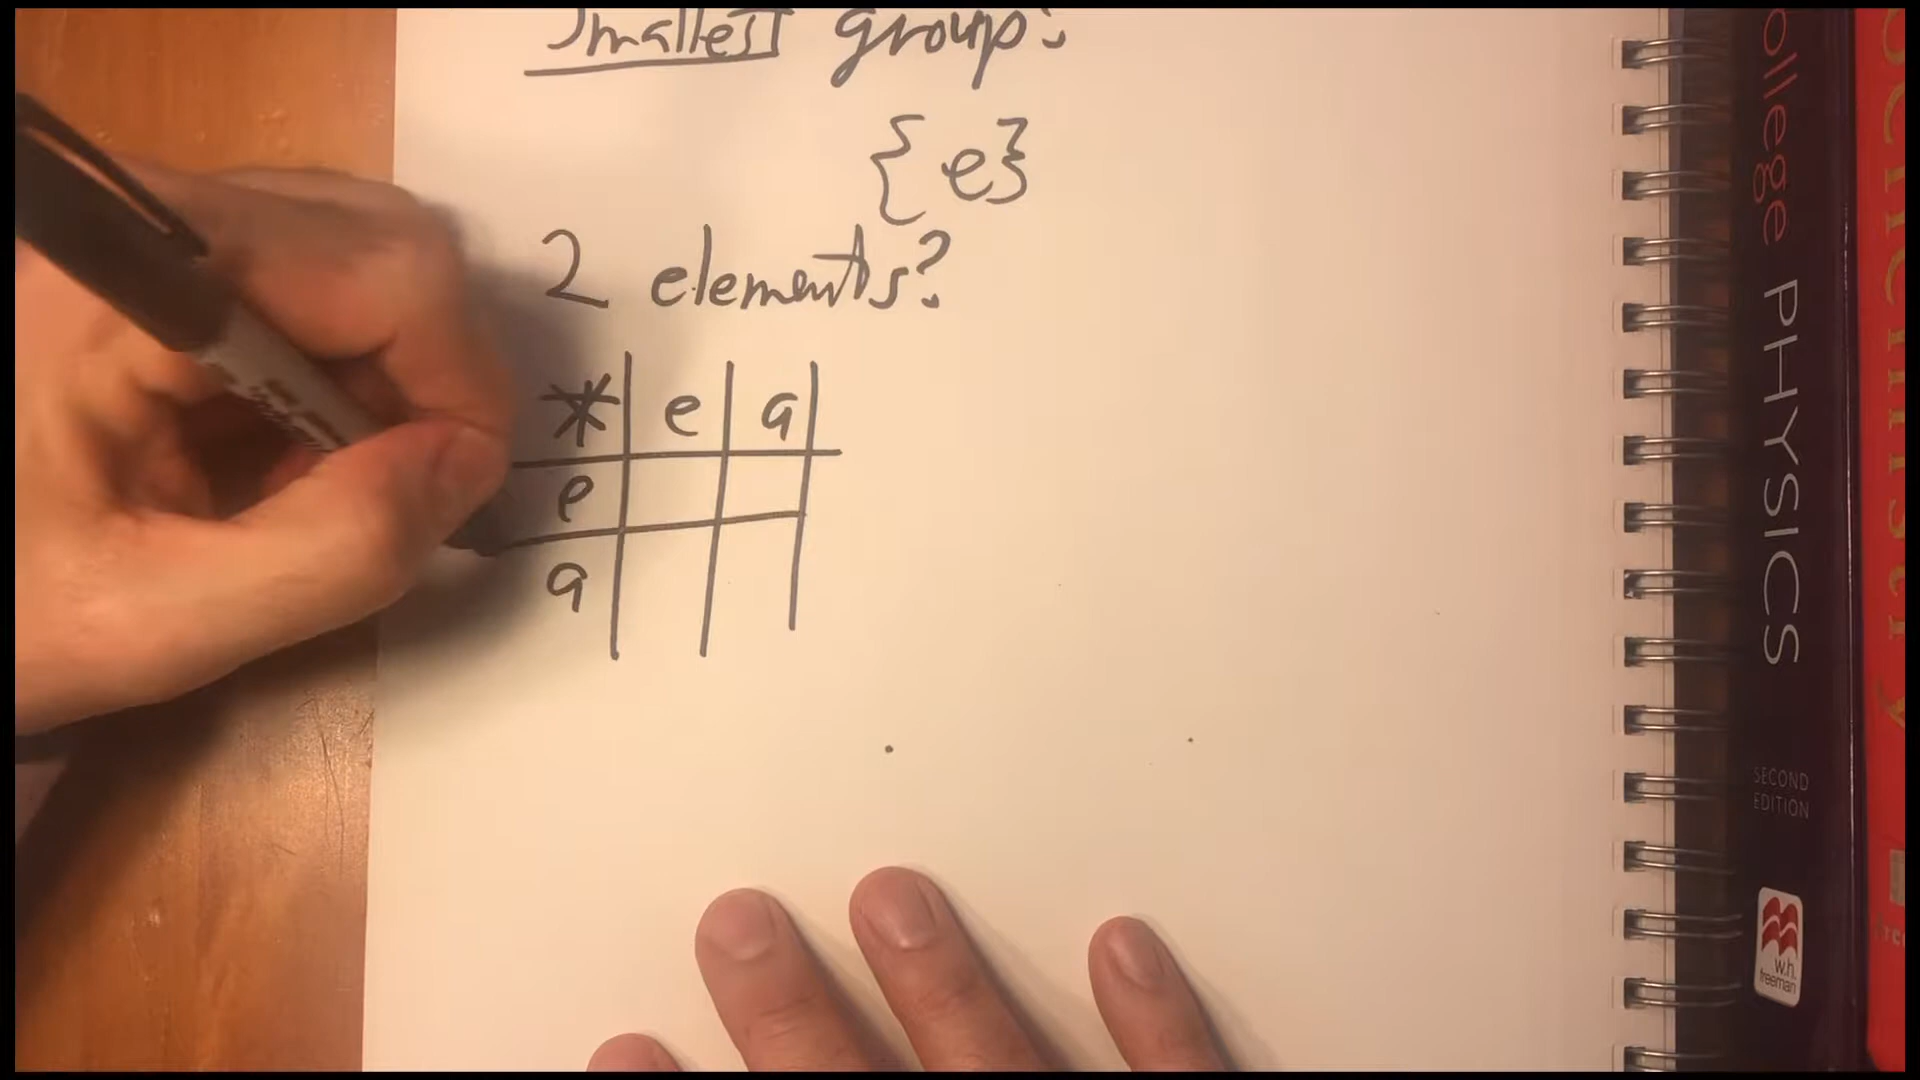 Smallest group:
{e}
2 elements?
* e a
e
a
ollege PHYSICS
SECOND
EDITION
w.h.
freeman